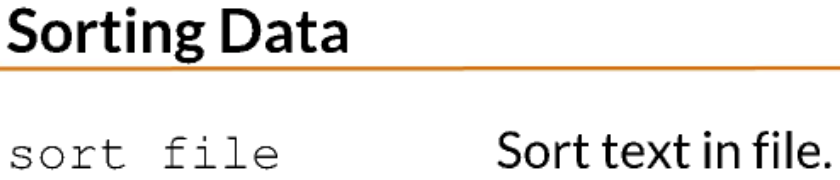 Sorting Data
sort file Sort text in file.